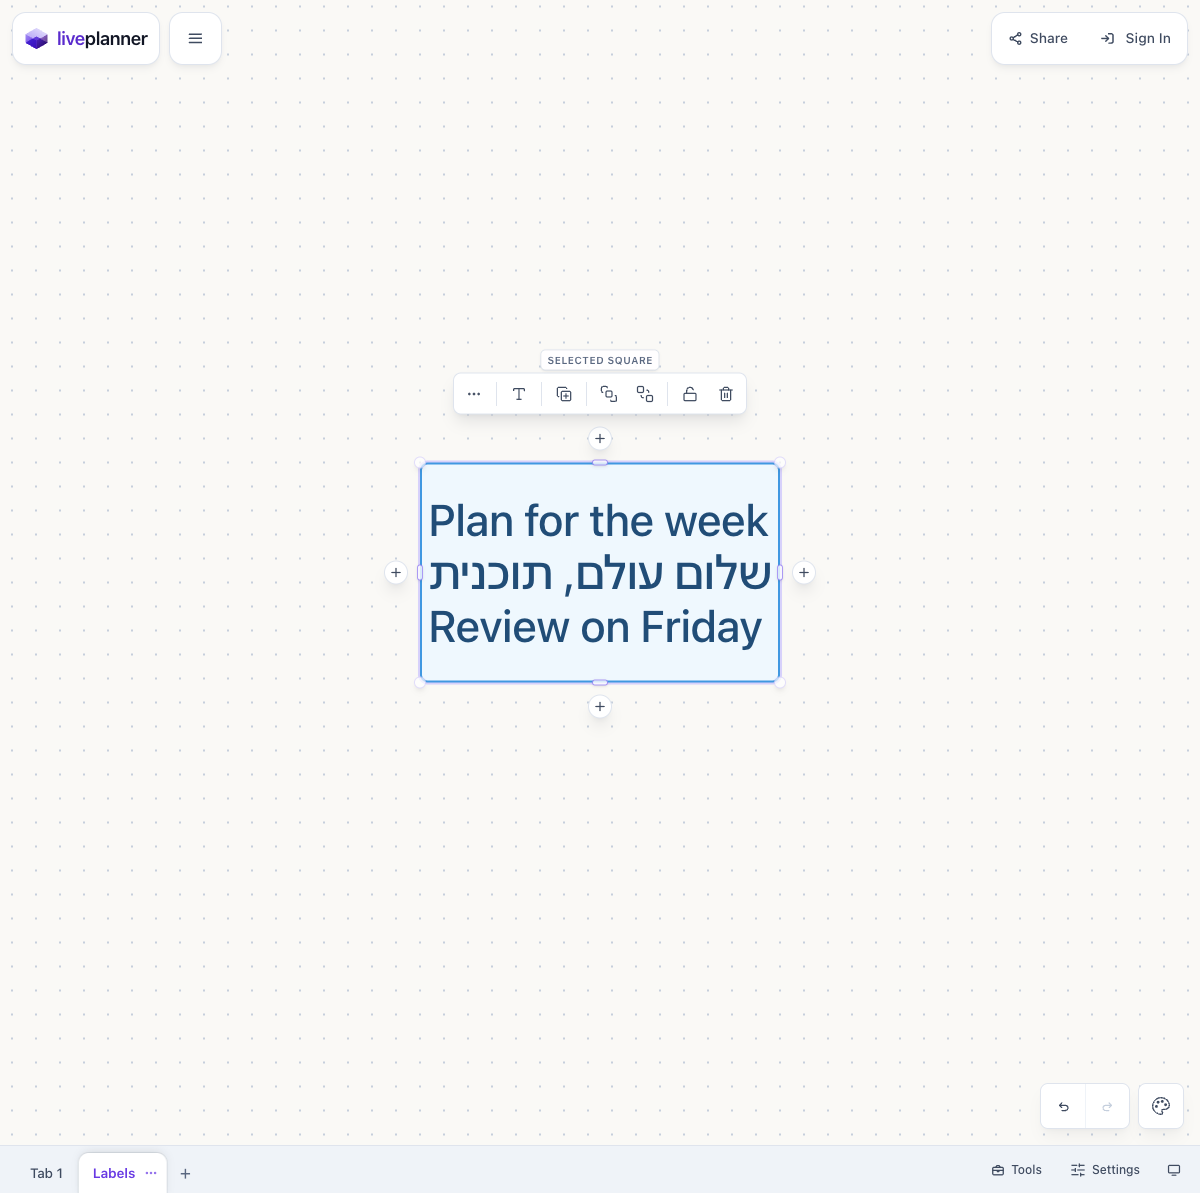 liveplanner
Share
Sign In
SELECTED SQUARE
Plan for the week
שלום עולם, תוכנית
Review on Friday
Tab 1
Labels
Tools
Settings